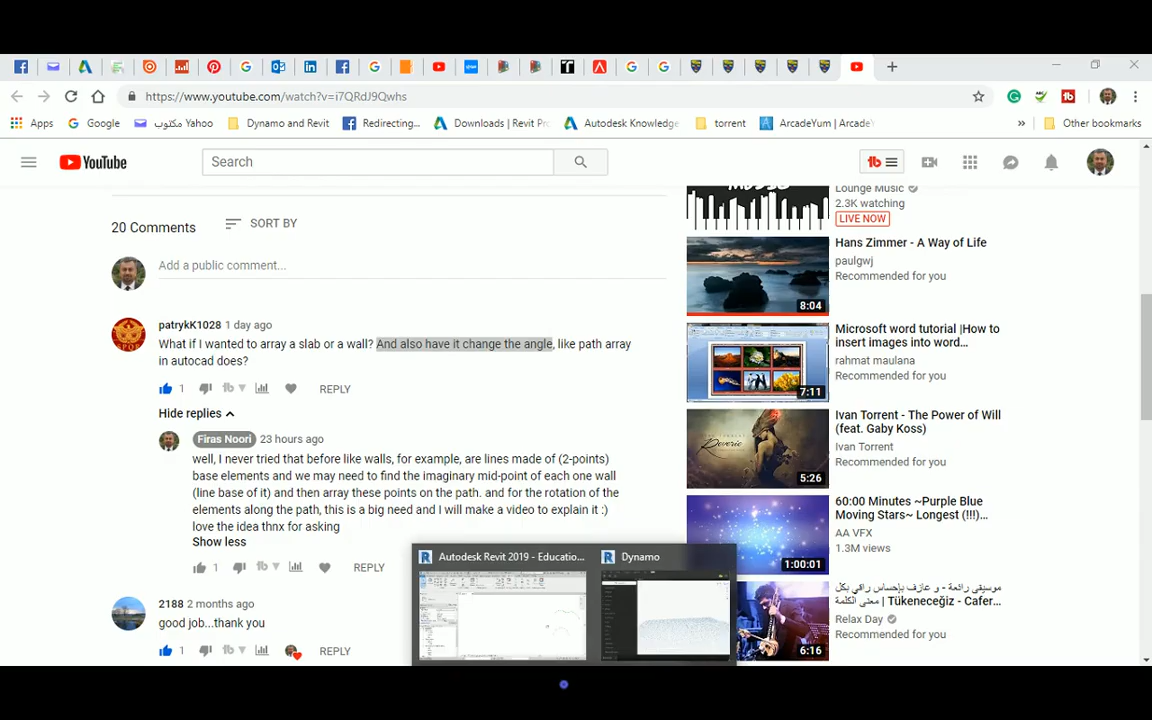 https://www.youtube.com/watch?v=i7QRdJ9Qwhs
Apps
Google
Yahoo مكتوب
Dynamo and Revit
Redirecting...
Downloads | Revit Pr
Autodesk Knowledge
torrent
ArcadeYum | Arcade
»
Other bookmarks
YouTube
Search
20 Comments
SORT BY
Add a public comment...
patrykK1028 1 day ago
What if I wanted to array a slab or a wall? And also have it change the angle, like path array
in autocad does?
1
REPLY
Hide replies
Firas Noori 23 hours ago
well, I never tried that before like walls, for example, are lines made of (2-points)
base elements and we may need to find the imaginary mid-point of each one wall
(line base of it) and then array these points on the path. and for the rotation of the
elements along the path, this is a big need and I will make a video to explain it :)
love the idea thnx for asking
Show less
1
REPLY
2188 2 months ago
good job...thank you
1
REPLY
Autodesk Revit 2019 - Educatio...
Dynamo
Lounge Music
2.3K watching
LIVE NOW
8:04
Hans Zimmer - A Way of Life
paulgwj
Recommended for you
7:11
Microsoft word tutorial |How to
insert images into word...
rahmat maulana
Recommended for you
Reverie
5:26
Ivan Torrent - The Power of Will
(feat. Gaby Koss)
Ivan Torrent
Recommended for you
1:00:01
60:00 Minutes ~Purple Blue
Moving Stars~ Longest (!!!)...
AA VFX
1.3M views
6:16
موسيقى رائعة - و عازف بإحساس راقي بكل
معنى الكلمة | Tükeneceğiz - Cafer...
Relax Day
Recommended for you